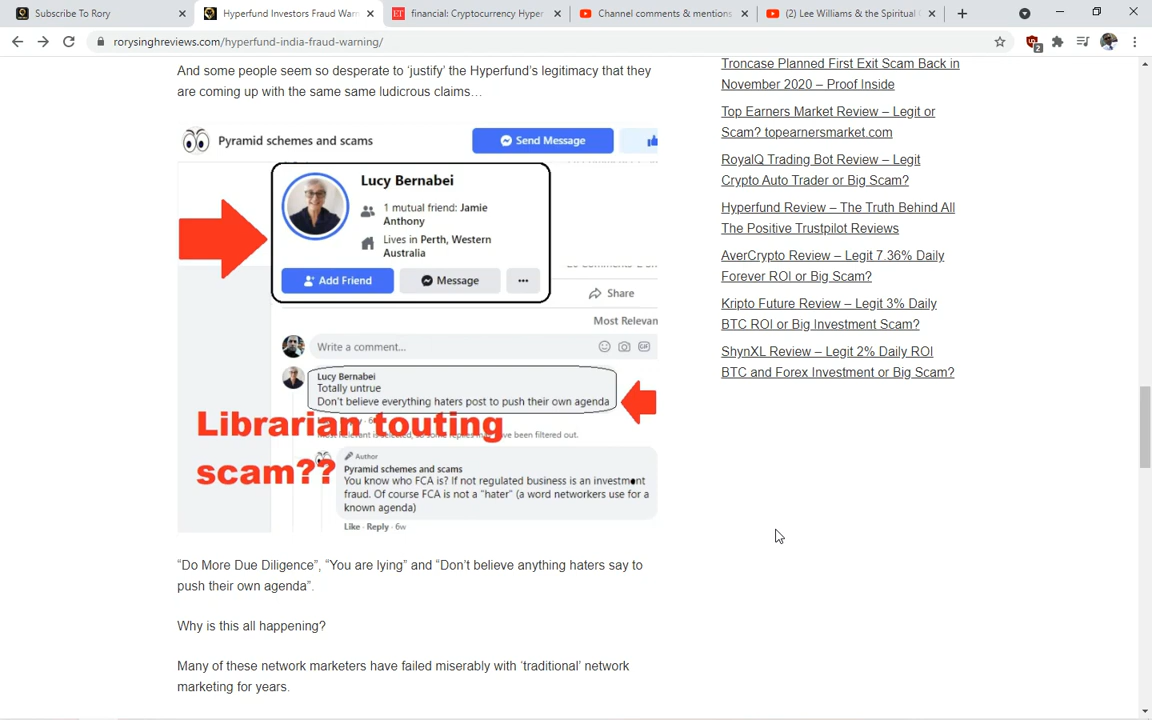 Subscribe To Rory
Hyperfund Investors Fraud Warn
financial: Cryptocurrency Hyper
Channel comments & mentions
(2) Lee Williams & the Spiritual
rorysinghreviews.com/hyperfund-india-fraud-warning/
2
And some people seem so desperate to ‘justify’ the Hyperfund’s legitimacy that they
are coming up with the same same ludicrous claims…
Pyramid schemes and scams
Send Message
Lucy Bernabei
1 mutual friend: Jamie
Anthony
Lives in Perth, Western
Australia
Add Friend
Message
Share
Most Relevan
Write a comment...
Lucy Bernabei
Totally untrue
Don't believe everything haters post to push their own agenda
Librarian touting
scam??
been filtered out.
Author
Pyramid schemes and scams
You know who FCA is? If not regulated business is an investment
fraud. Of course FCA is not a "hater" (a word networkers use for a
known agenda)
Like · Reply · 6w
“Do More Due Diligence”, “You are lying” and “Don’t believe anything haters say to
push their own agenda”.
Why is this all happening?
Many of these network marketers have failed miserably with ‘traditional’ network
marketing for years.
Troncase Planned First Exit Scam Back in
November 2020 – Proof Inside
Top Earners Market Review – Legit or
Scam? topearnersmarket.com
RoyalQ Trading Bot Review – Legit
Crypto Auto Trader or Big Scam?
Hyperfund Review – The Truth Behind All
The Positive Trustpilot Reviews
AverCrypto Review – Legit 7.36% Daily
Forever ROI or Big Scam?
Kripto Future Review – Legit 3% Daily
BTC ROI or Big Investment Scam?
ShynXL Review – Legit 2% Daily ROI
BTC and Forex Investment or Big Scam?